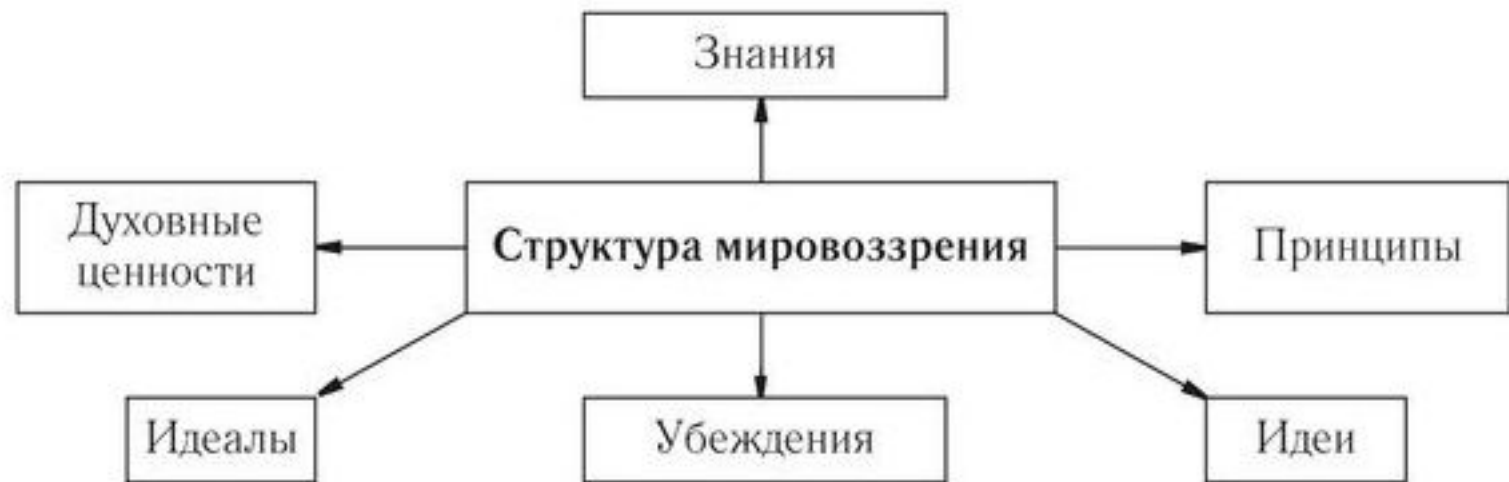 Знания
Духовные
ценности
Структура мировоззрения
Принципы
Идеалы
Убеждения
Идеи